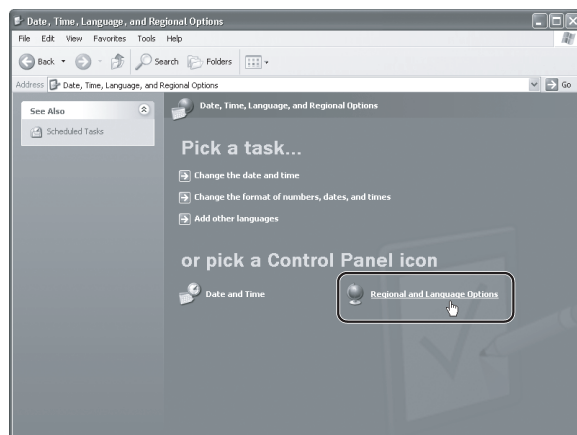 Date, Time, Language, and Regional Options
File Edit View Favorites Tools Help
Back Search Folders
Address Date, Time, Language, and Regional Options Go
See Also
Scheduled Tasks
Date, Time, Language, and Regional Options
Pick a task...
Change the date and time
Change the format of numbers, dates, and times
Add other languages
or pick a Control Panel icon
Date and Time
Regional and Language Options